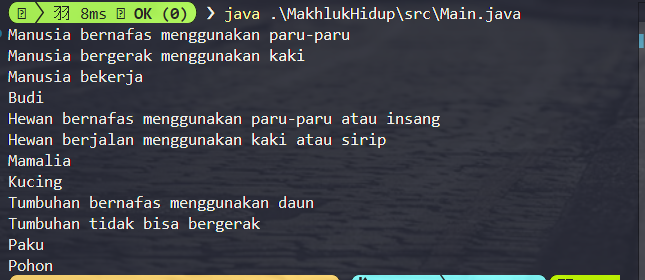 8ms OK (0) ❯ java .\MakhlukHidup\src\Main.java
Manusia bernafas menggunakan paru-paru
Manusia bergerak menggunakan kaki
Manusia bekerja
Budi
Hewan bernafas menggunakan paru-paru atau insang
Hewan berjalan menggunakan kaki atau sirip
Mamalia
Kucing
Tumbuhan bernafas menggunakan daun
Tumbuhan tidak bisa bergerak
Paku
Pohon